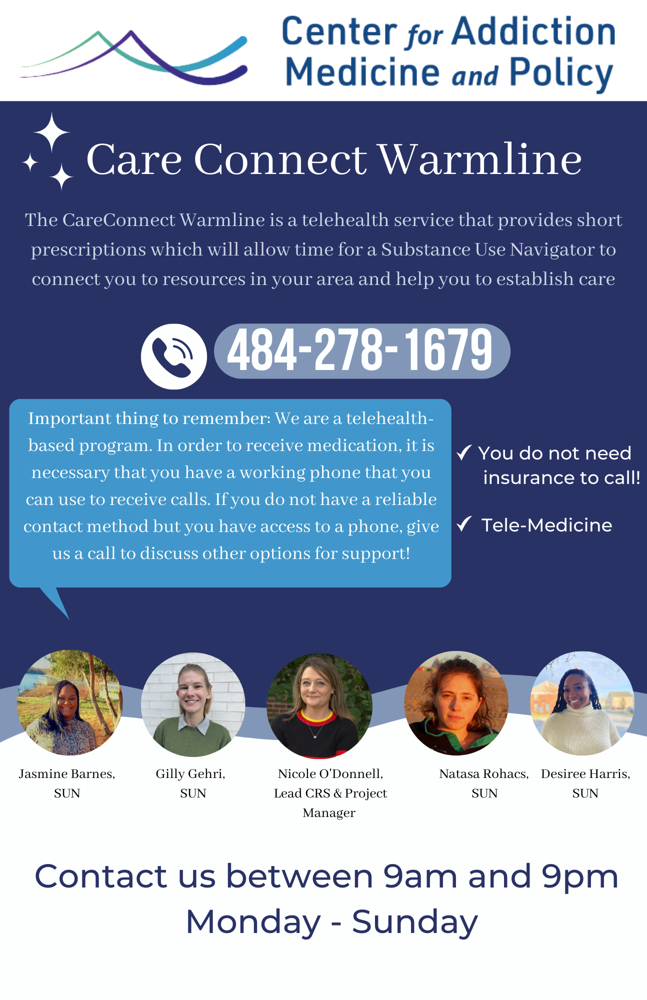 Center for Addiction
Medicine and Policy
Care Connect Warmline
The CareConnect Warmline is a telehealth service that provides short
prescriptions which will allow time for a Substance Use Navigator to
connect you to resources in your area and help you to establish care
484-278-1679
Important thing to remember: We are a telehealth-
based program. In order to receive medication, it is
necessary that you have a working phone that you
can use to receive calls. If you do not have a reliable
contact method but you have access to a phone, give
us a call to discuss other options for support!
You do not need
insurance to call!
Tele-Medicine
Jasmine Barnes,
SUN
Gilly Gehri,
SUN
Nicole O'Donnell,
Lead CRS & Project
Manager
Natasa Rohacs,
SUN
Desiree Harris,
SUN
Contact us between 9am and 9pm
Monday - Sunday